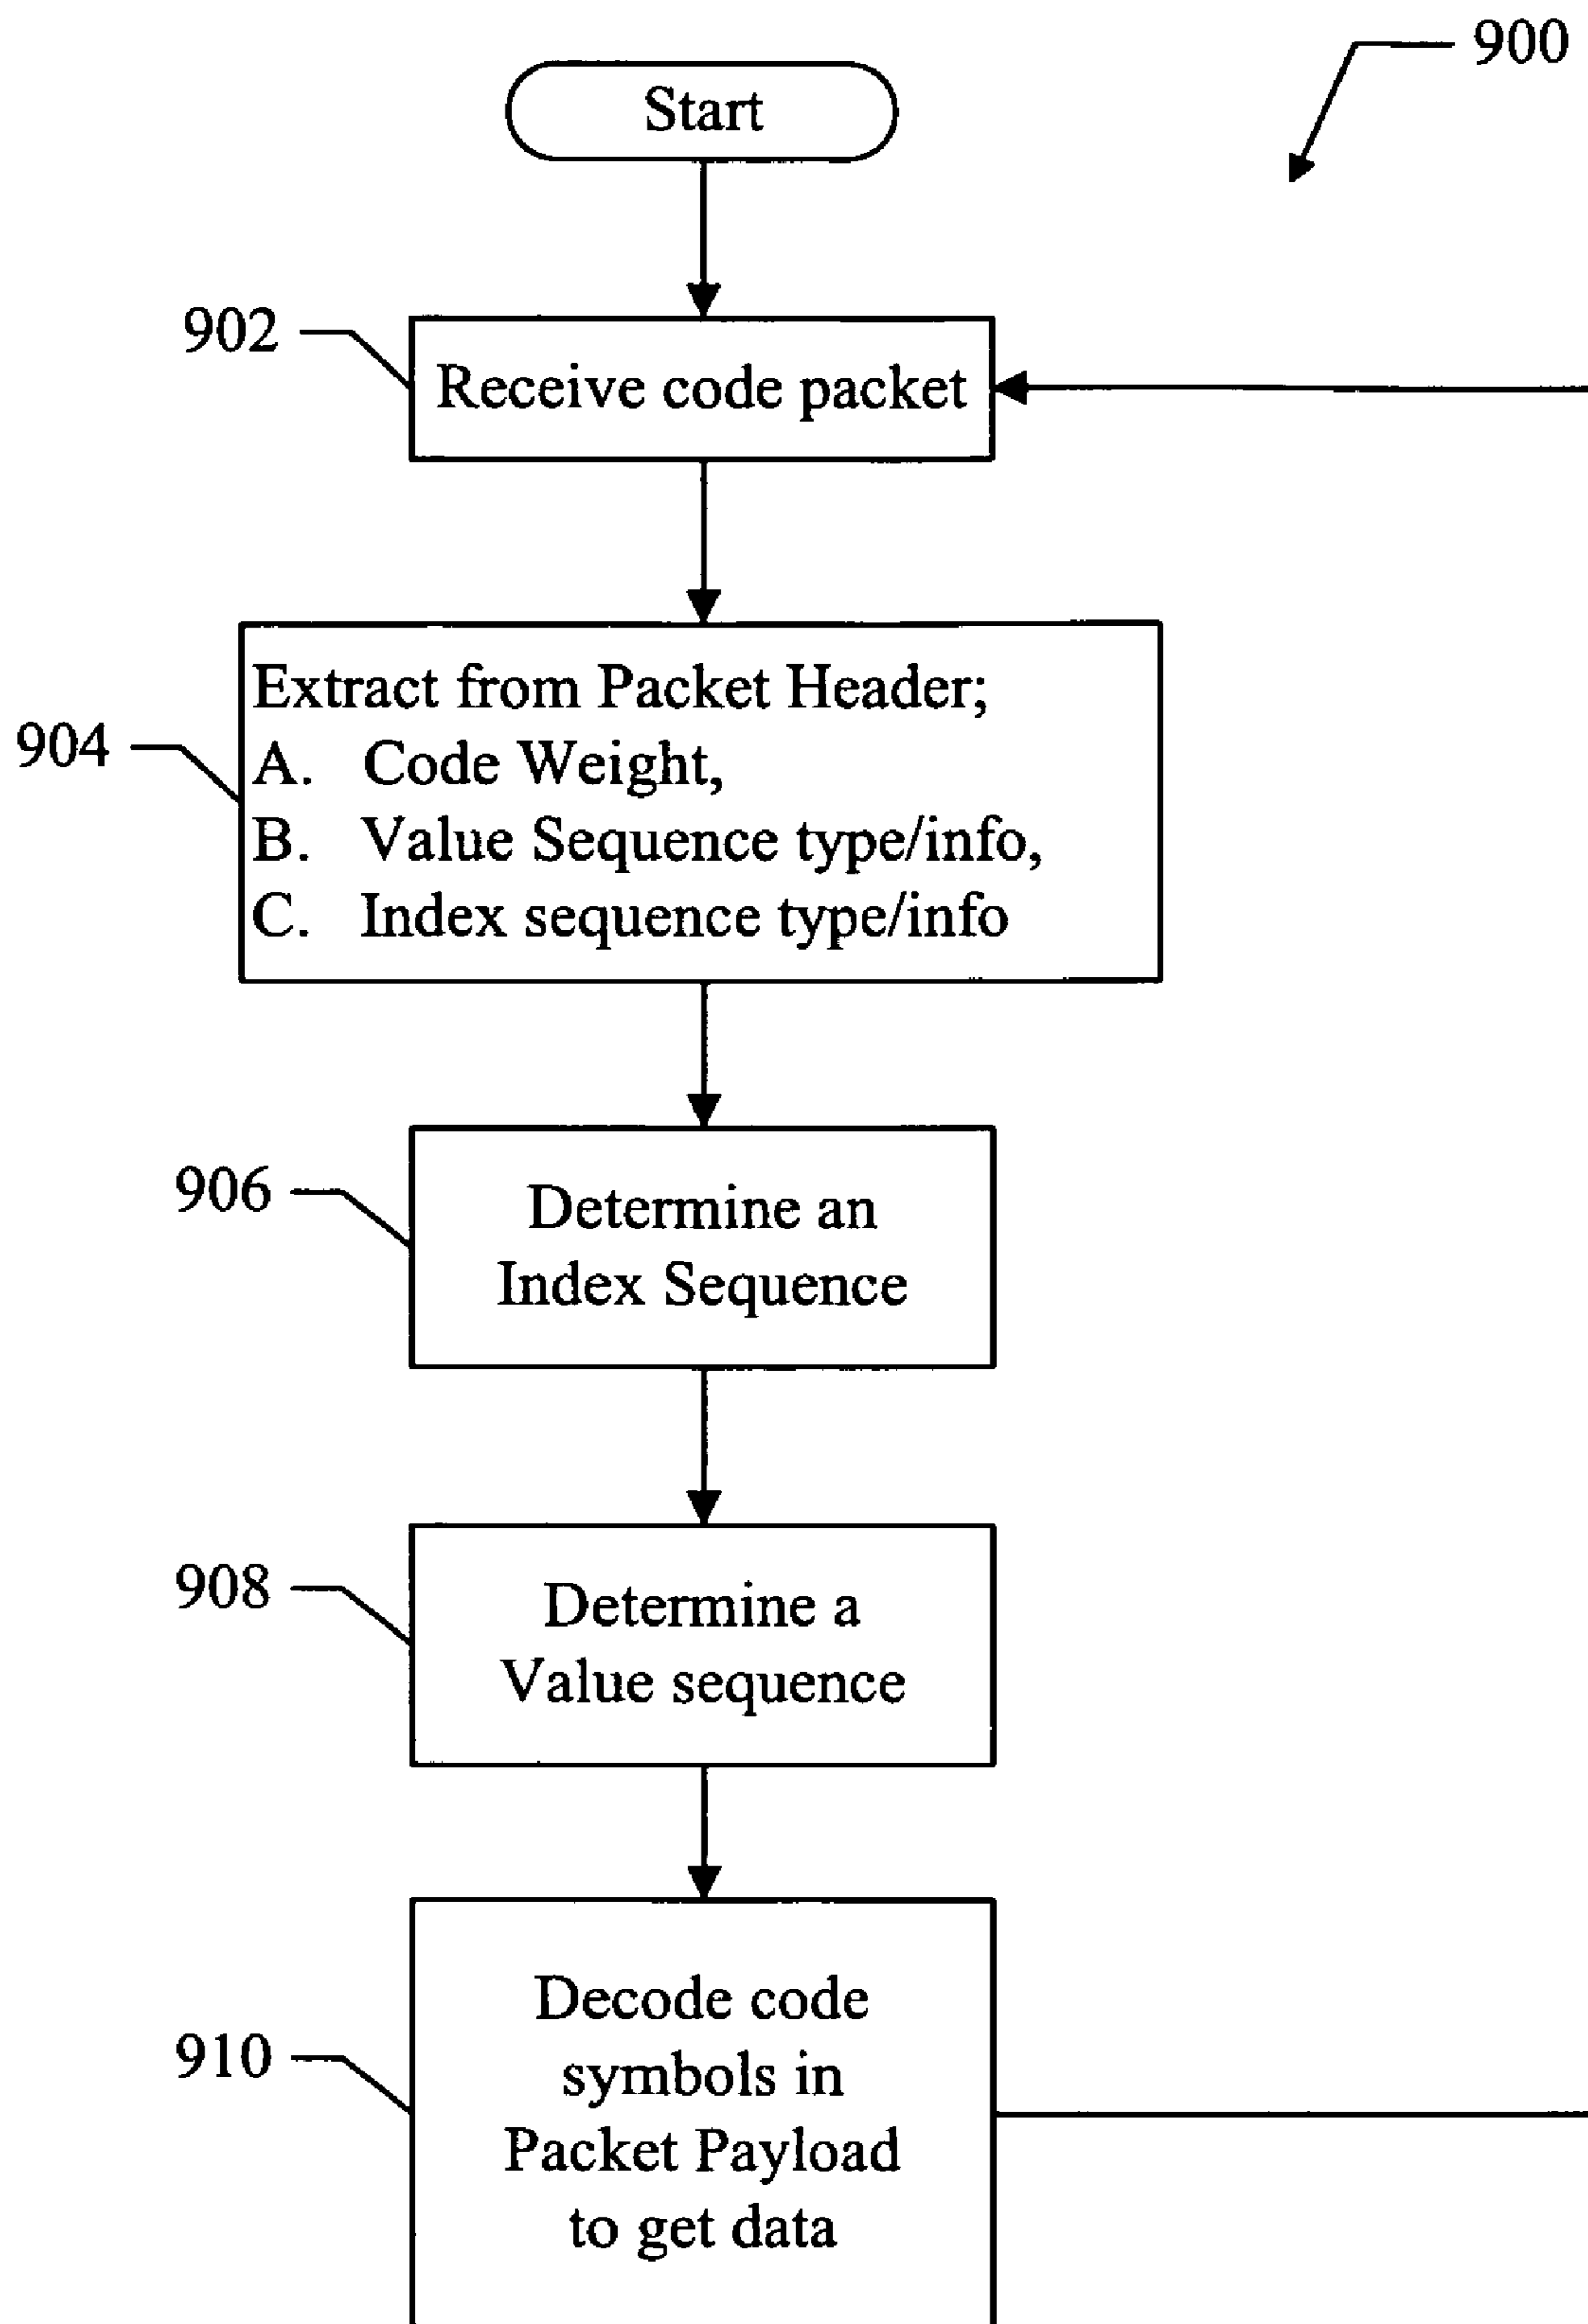 900
Start
902
Receive code packet
904
Extract from Packet Header;
A. Code Weight,
B. Value Sequence type/info,
C. Index sequence type/info
906
Determine an
Index Sequence
908
Determine a
Value sequence
910
Decode code
symbols in
Packet Payload
to get data